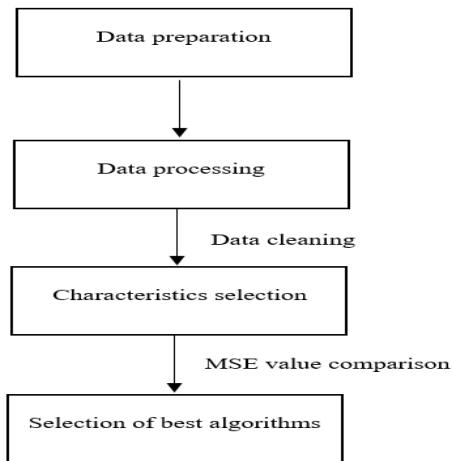 Data preparation
Data processing
Data cleaning
Characteristics selection
MSE value comparison
Selection of best algorithms